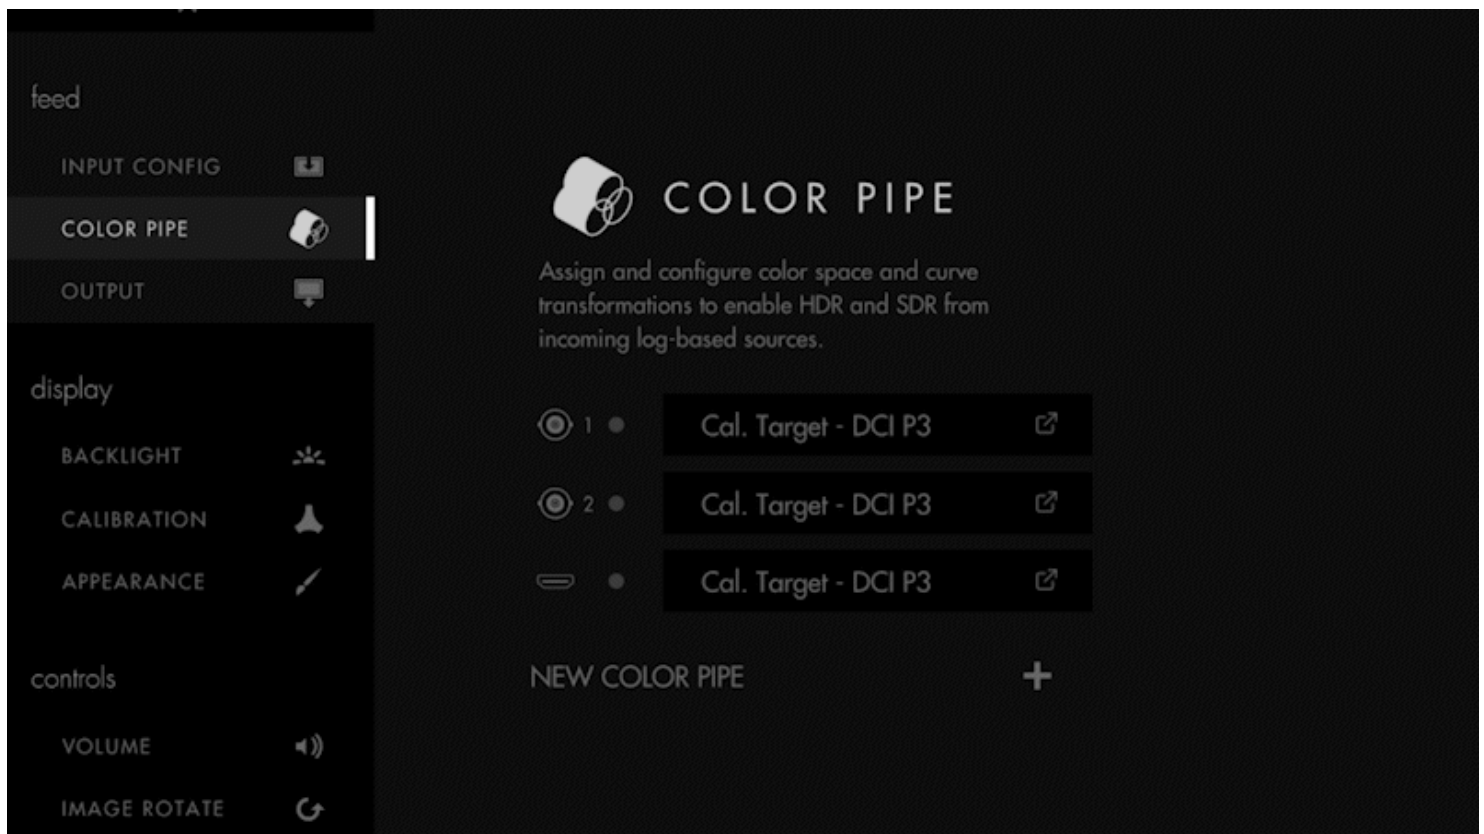 feed
INPUT CONFIG
COLOR PIPE
OUTPUT
display
BACKLIGHT
CALIBRATION
APPEARANCE
controls
VOLUME
IMAGE ROTATE
COLOR PIPE
Assign and configure color space and curve
transformations to enable HDR and SDR from
incoming log-based sources.
1 Cal. Target - DCI P3
2 Cal. Target - DCI P3
Cal. Target - DCI P3
NEW COLOR PIPE +